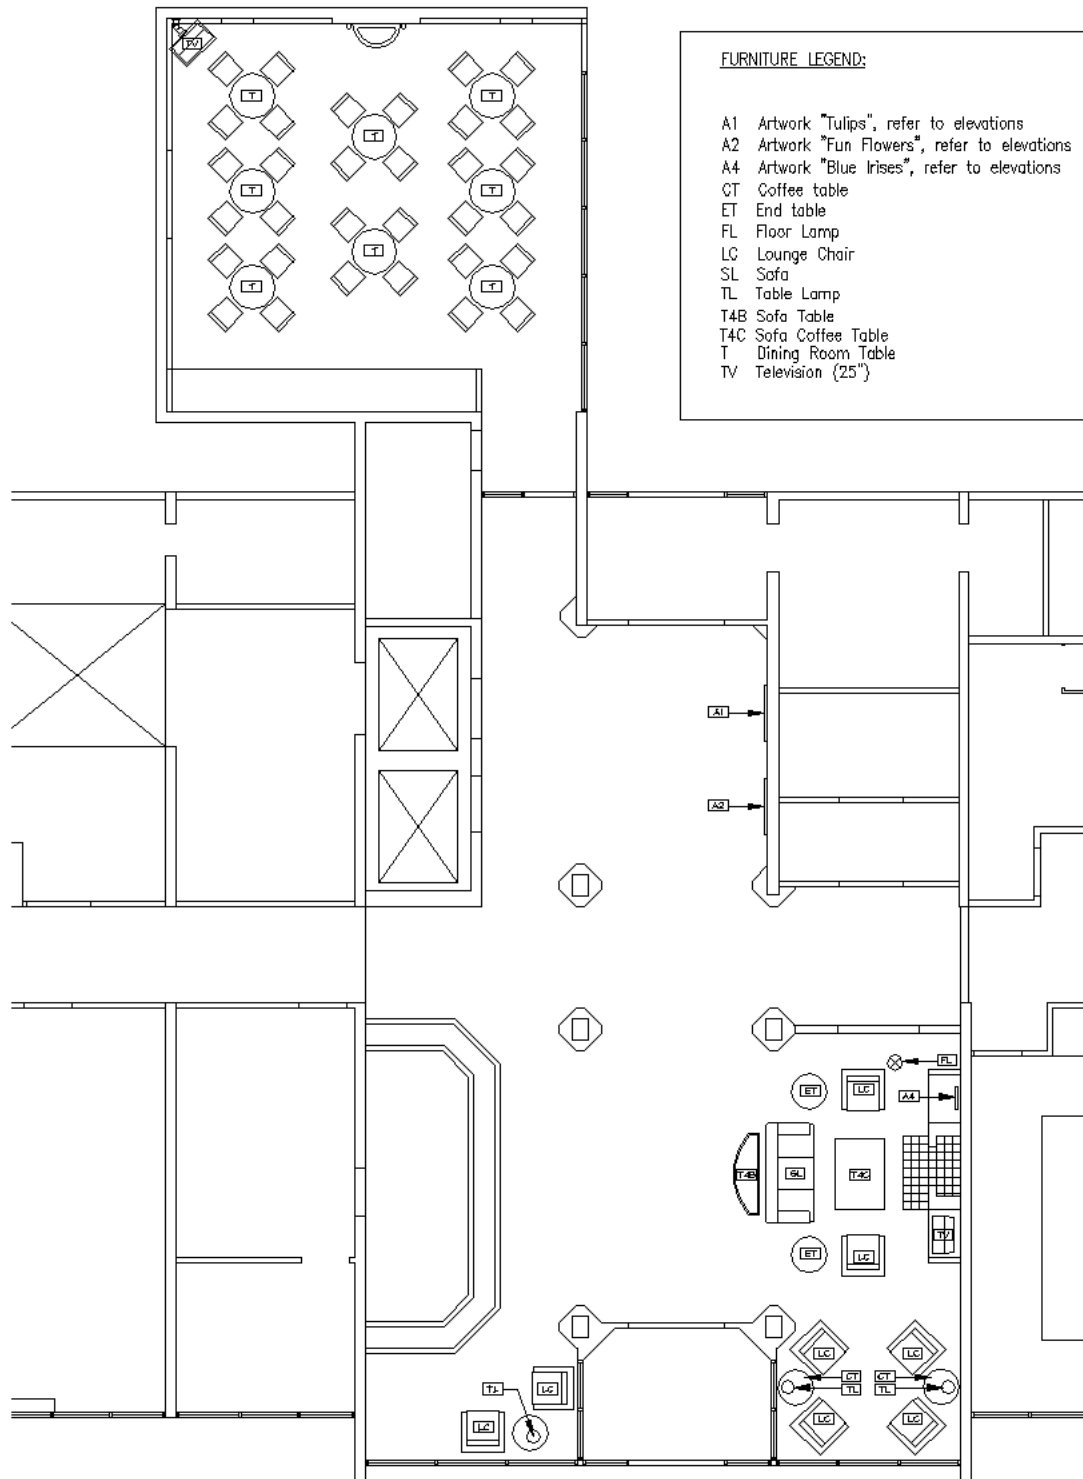 FURNITURE LEGEND:
A1 Artwork "Tulips", refer to elevations
A2 Artwork "Fun Flowers", refer to elevations
A4 Artwork "Blue Irises", refer to elevations
CT Coffee table
ET End table
FL Floor Lamp
LC Lounge Chair
SL Sofa
TL Table Lamp
T4B Sofa Table
T4C Sofa Coffee Table
T Dining Room Table
TV Television (25")
TV
T
T
T
T
T
T
T
T
A1
A2
FL
ET
LC
A4
T4B
SL
T4C
TV
ET
LC
LC
LC
CT
CT
TL
TL
TL
LC
LC
LC
LC